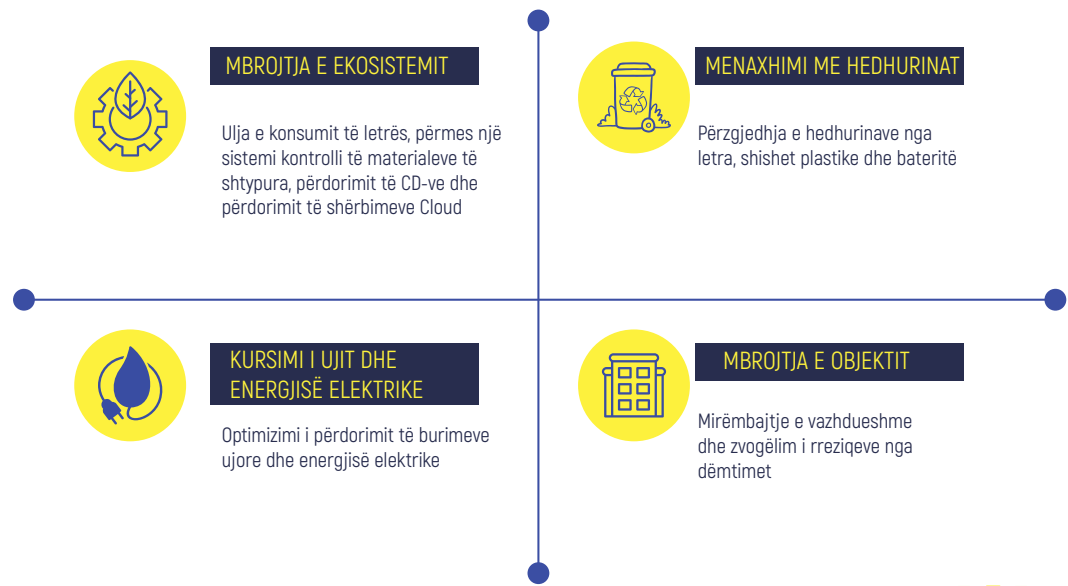 MBROJTJA E EKOSISTEMIT
Ulja e konsumit të letrës, përmes një
sistemi kontrolli të materialeve të
shtypura, përdorimit të CD-ve dhe
përdorimit të shërbimeve Cloud
MENAXHIMI ME HEDHURINAT
Përzgjedhja e hedhurinave nga
letra, shishet plastike dhe bateritë
KURSIMI I UJIT DHE
ENERGJISË ELEKTRIKE
Optimizimi i përdorimit të burimeve
ujore dhe energjisë elektrike
MBROJTJA E OBJEKTIT
Mirëmbajtje e vazhdueshme
dhe zvogëlim i rreziqeve nga
dëmtimet